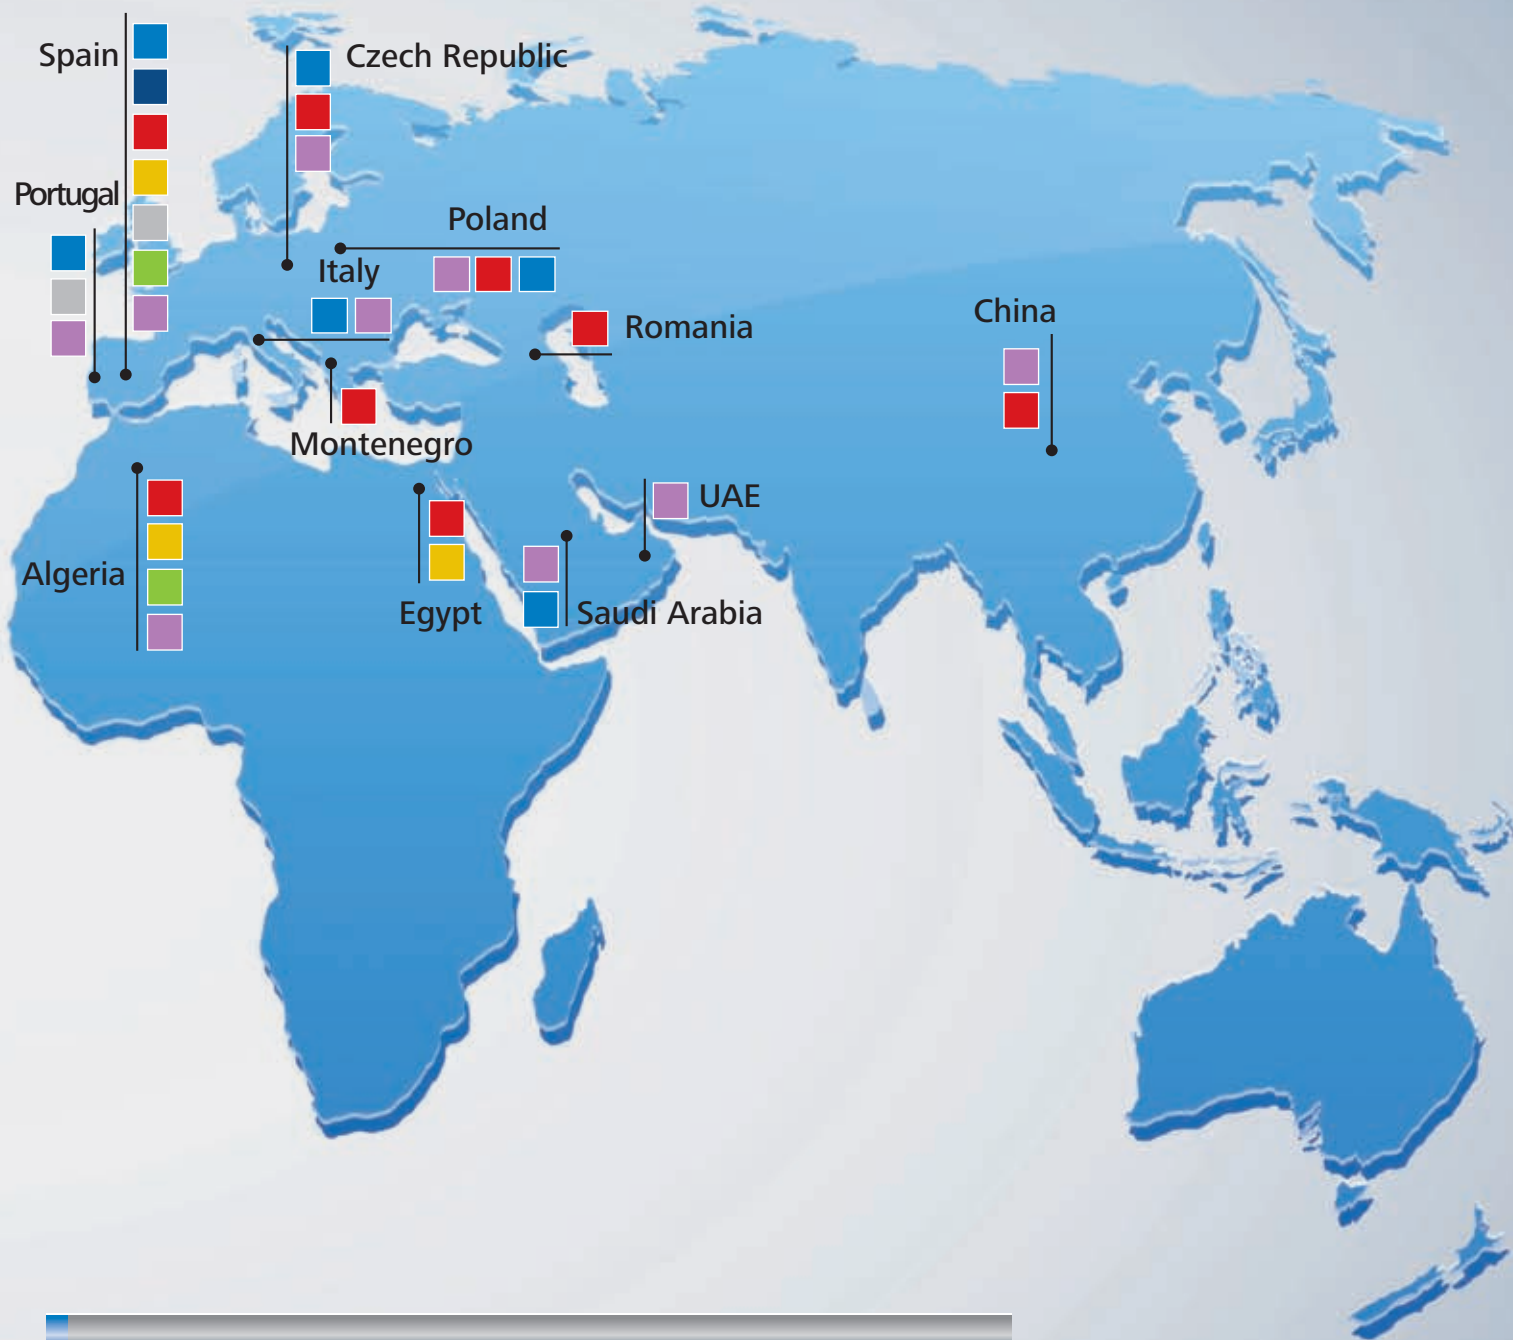 Spain
Czech Republic
Portugal
Poland
Italy
China
Romania
Montenegro
UAE
Algeria
Egypt
Saudi Arabia